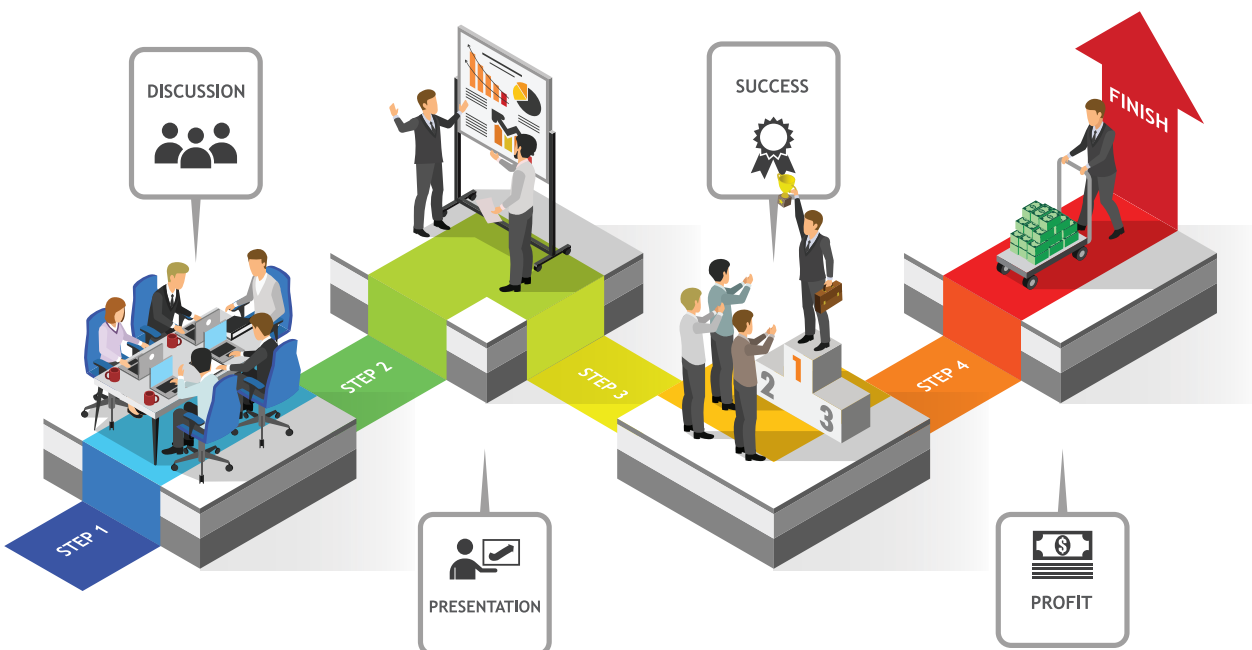 DISCUSSION
SUCCESS
FINISH
STEP 2
STEP 3
1
2
3
STEP 4
STEP 1
PRESENTATION
$
PROFIT